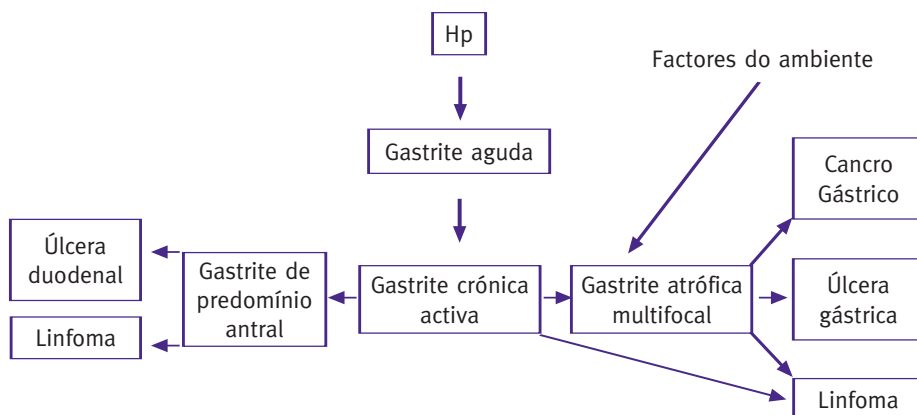 Hp
Factores do ambiente
Gastrite aguda
Cancro
Gástrico
Úlcera
duodenal
Gastrite de
predomínio
antral
Gastrite crónica
activa
Gastrite atrófica
multifocal
Úlcera
gástrica
Linfoma
Linfoma